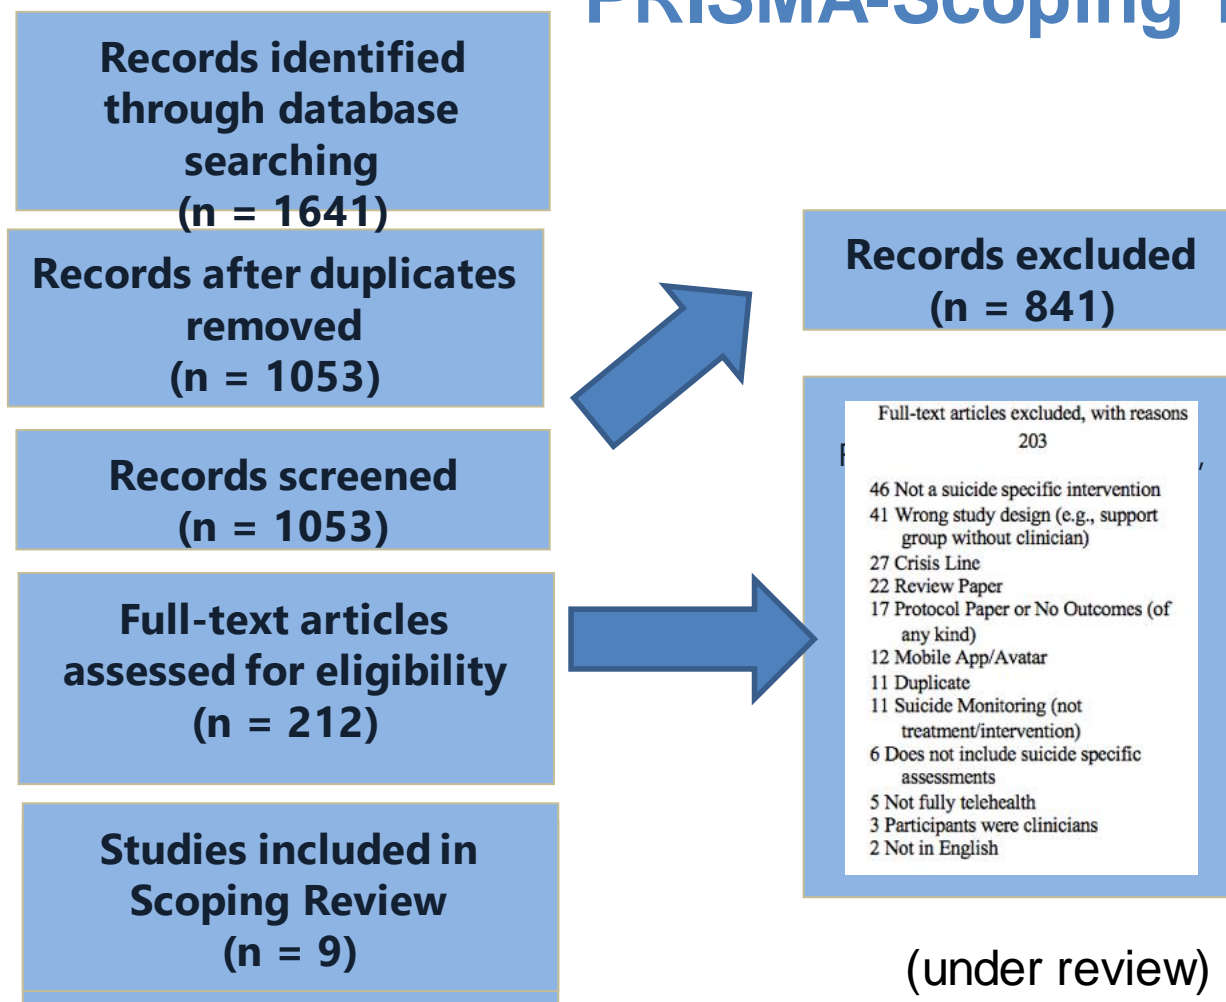 PRISMA-Scoping
Records identified
through database
searching
(n = 1641)
Records after duplicates
removed
(n = 1053)
Records screened
(n = 1053)
Full-text articles
assessed for eligibility
(n = 212)
Studies included in
Scoping Review
(n = 9)
Records excluded
(n = 841)
Full-text articles excluded, with reasons
203
46 Not a suicide specific intervention
41 Wrong study design (e.g., support
group without clinician)
27 Crisis Line
22 Review Paper
17 Protocol Paper or No Outcomes (of
any kind)
12 Mobile App/Avatar
11 Duplicate
11 Suicide Monitoring (not
treatment/intervention)
6 Does not include suicide specific
assessments
5 Not fully telehealth
3 Participants were clinicians
2 Not in English
(under review)